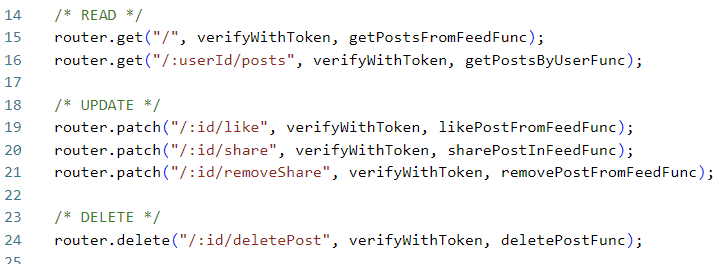 14 /* READ */
15 router.get("/", verifyWithToken, getPostsFromFeedFunc);
16 router.get("/:userId/posts", verifyWithToken, getPostsByUserFunc);
17
18 /* UPDATE */
19 router.patch("/:id/like", verifyWithToken, likePostFromFeedFunc);
20 router.patch("/:id/share", verifyWithToken, sharePostInFeedFunc);
21 router.patch("/:id/removeShare", verifyWithToken, removePostFromFeedFunc);
22
23 /* DELETE */
24 router.delete("/:id/deletePost", verifyWithToken, deletePostFunc);
25